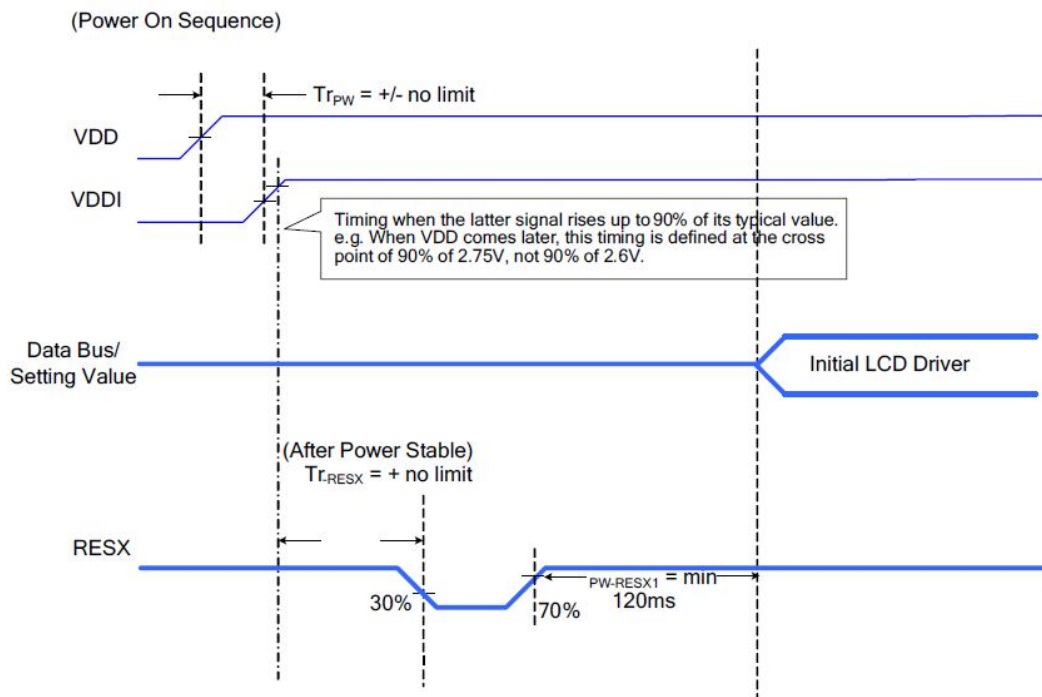 (Power On Sequence)
TrPW = +/- no limit
VDD
VDDI
Timing when the latter signal rises up to 90% of its typical value.
e.g. When VDD comes later, this timing is defined at the cross
point of 90% of 2.75V, not 90% of 2.6V.
Data Bus/
Setting Value
Initial LCD Driver
(After Power Stable)
Tr-RESX = + no limit
RESX
30%
70%
PW-RESX1 = min
120ms